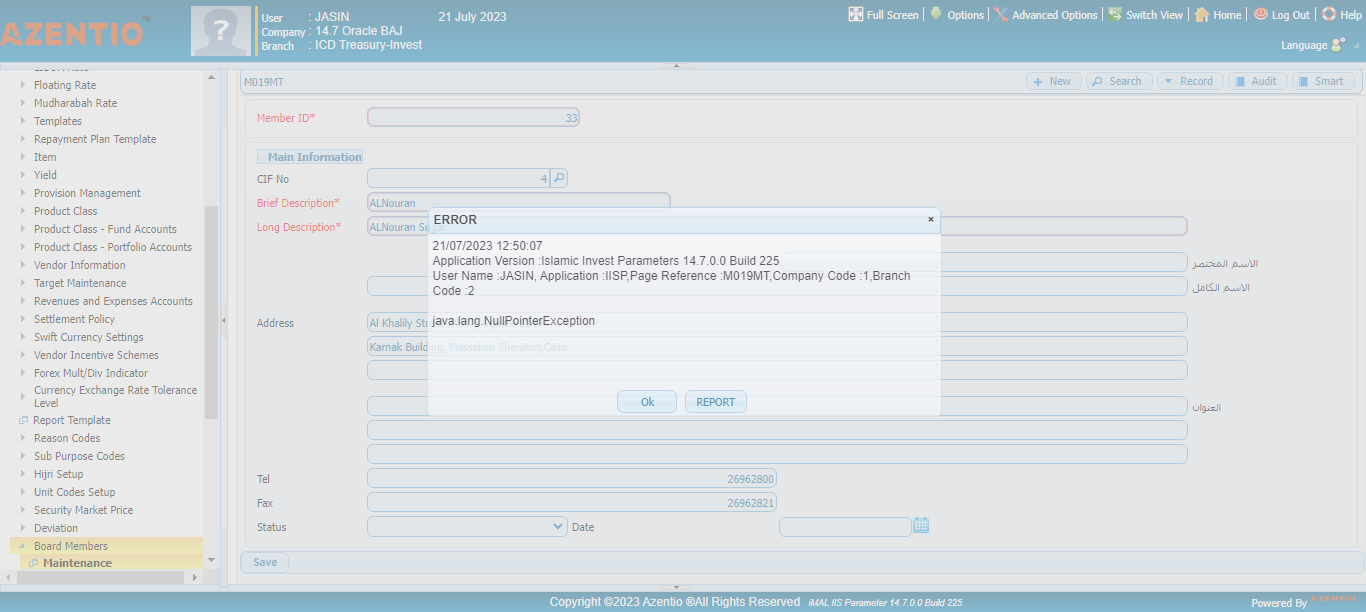 AZENTIO™
User : JASIN 21 July 2023
Company : 14.7 Oracle BAJ
Branch : ICD Treasury-Invest
Full Screen Options Advanced Options Switch View Home Log Out Help
Language
Floating Rate
Mudharabah Rate
Templates
Repayment Plan Template
Item
Yield
Provision Management
Product Class
Product Class - Fund Accounts
Product Class - Portfolio Accounts
Vendor Information
Target Maintenance
Revenues and Expenses Accounts
Settlement Policy
Swift Currency Settings
Vendor Incentive Schemes
Forex Mult/Div Indicator
Currency Exchange Rate Tolerance
Level
Report Template
Reason Codes
Sub Purpose Codes
Hijri Setup
Unit Codes Setup
Security Market Price
Deviation
Board Members
Maintenance
M019MT
New Search Record Audit Smart
Member ID* 33
Main Information
CIF No 4
Brief Description* ALNouran
Long Description* ALNouran Sugar
الاسم المختصر
الاسم الكامل
Address Al Khalily
Karnak Building, Massaken Sheraton,Cairo
العنوان
Tel 26962800
Fax 26962821
Status Date
Save
ERROR ×
21/07/2023 12:50:07
Application Version :Islamic Invest Parameters 14.7.0.0 Build 225
User Name :JASIN, Application :IISP,Page Reference :M019MT,Company Code :1,Branch
Code :2
java.lang.NullPointerException
Ok REPORT
Copyright ©2023 Azentio ®All Rights Reserved iMAL IIS Parameter 14.7.0.0 Build 225
Powered By AZENTIO